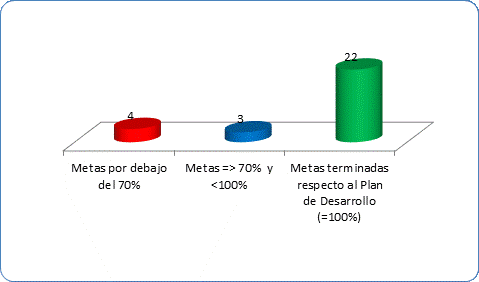 4
3
22
Metas por debajo
del 70%
Metas => 70% y
<100%
Metas terminadas
respecto al Plan
de Desarrollo
(=100%)